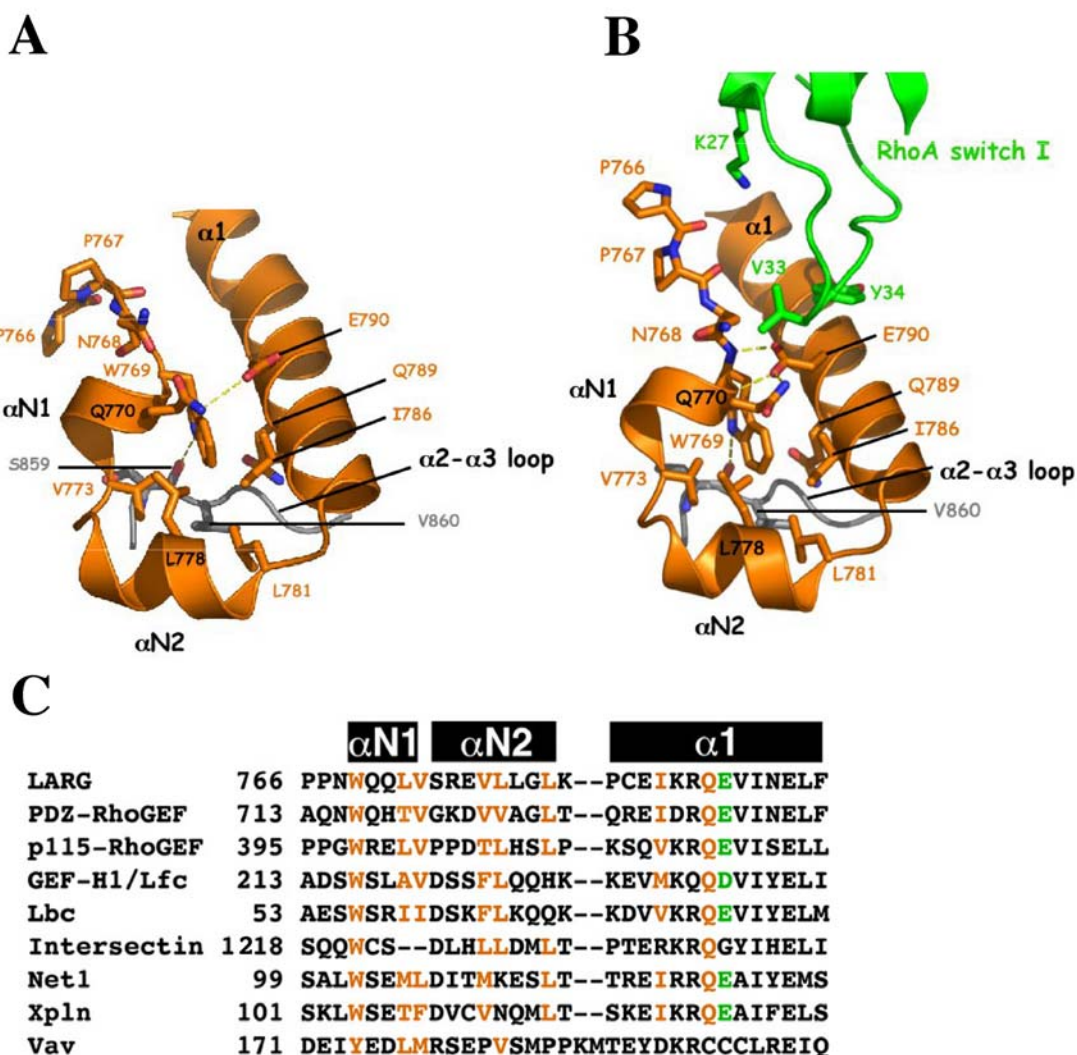 A
B
K27
RhoA switch I
P766
α1
P767
V33
Y34
N768
E790
αN1
Q770
Q789
W769
I786
V773
α2-α3 loop
V860
L778
L781
αN2
α1
P767
P766
N768
E790
W769
Q789
αN1
Q770
I786
S859
α2-α3 loop
V773
V860
L778
L781
αN2
C
αN1 αN2 α1
LARG 766 PPNWQQLVSREVLLGLK--PCEIKRQEVINELF
PDZ-RhoGEF 713 AQNWQHTVGKDVVAGLT--QREIDRQEVINELF
p115-RhoGEF 395 PPGWRELVPPDTLHSLP--KSQVKRQEVISELL
GEF-H1/Lfc 213 ADSWSLAVDSSFLQQHK--KEVMKQQDVIYELI
Lbc 53 AESWSRIIDSKFLKQQK--KDVVKRQEVIYELM
Intersectin 1218 SQQWCS--DLHLLDMLT--PTERKRQGYIHELI
Net1 99 SALWSEMLDITMKESLT--TREIRRQEAIYEMS
Xpln 101 SKLWSETFDVCVNQMLT--SKEIKRQEAIFELS
Vav 171 DEIYEDLMRSEPVSMPPKMTEYDKRCCCLREIQ